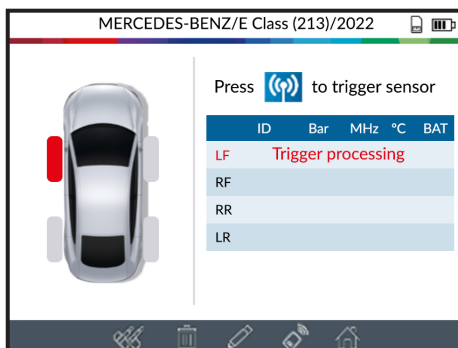 MERCEDES-BENZ/E Class (213)/2022
Press to trigger sensor
ID Bar MHz °C BAT
LF Trigger processing
RF
RR
LR